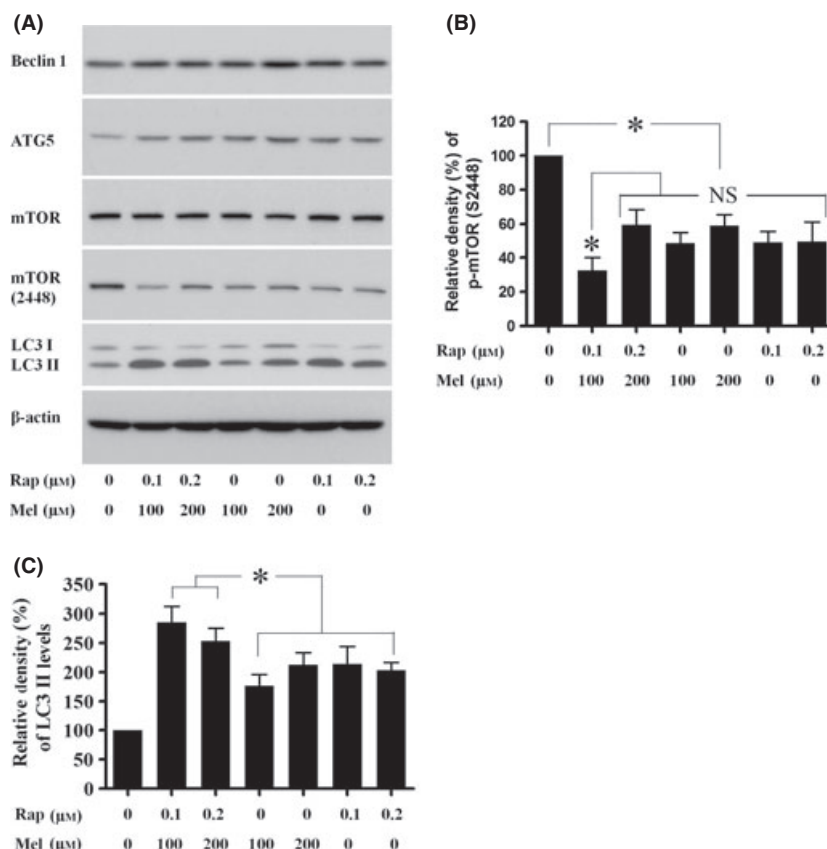 (A)
Beclin 1
ATG5
mTOR
mTOR
(2448)
LC3 I
LC3 II
β-actin
Rap (μM) 0 0.1 0.2 0 0 0.1 0.2
Mel (μM) 0 100 200 100 200 0 0
(B)
Relative density (%) of
p-mTOR (S2448)
120
100
80
60
40
20
0
*
*
NS
Rap (μM) 0 0.1 0.2 0 0 0.1 0.2
Mel (μM) 0 100 200 100 200 0 0
(C)
Relative density (%)
of LC3 II levels
350
300
250
200
150
100
50
0
*
Rap (μM) 0 0.1 0.2 0 0 0.1 0.2
Mel (μM) 0 100 200 100 200 0 0